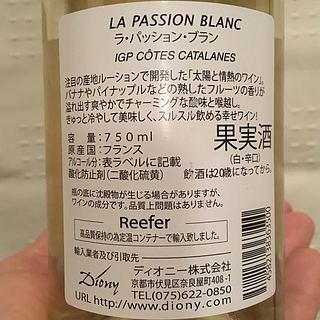 LA PASSION BLANC
ラ・パッション・ブラン
IGP CÔTES CATALANES
注目の産地ルーションで開発した「太陽と情熱のワイン」。
バナナやパイナップルなどの熟したフルーツの香りが
溢れ出す爽やかでチャーミングな酸味と喉越し。
きゅっと冷やして美味しく、スルスル飲める幸せワイン!
容量:750ml
原産国:フランス
アルコール分:表ラベルに記載
酸化防止剤(二酸化硫黄)
果実酒
(白・辛口)
飲酒は20歳になってから。
瓶の底に沈殿物が生じる場合がありますが、
ワインの成分です。品質上問題はありません。
Reefer
高品質保持の為定温コンテナーで輸入致しました。
輸入業者及び引取先
Diony
ディオニー株式会社
京都市伏見区奈良屋町408-1
TEL(075)622-0850
URL http://www.diony.com
4582138363500